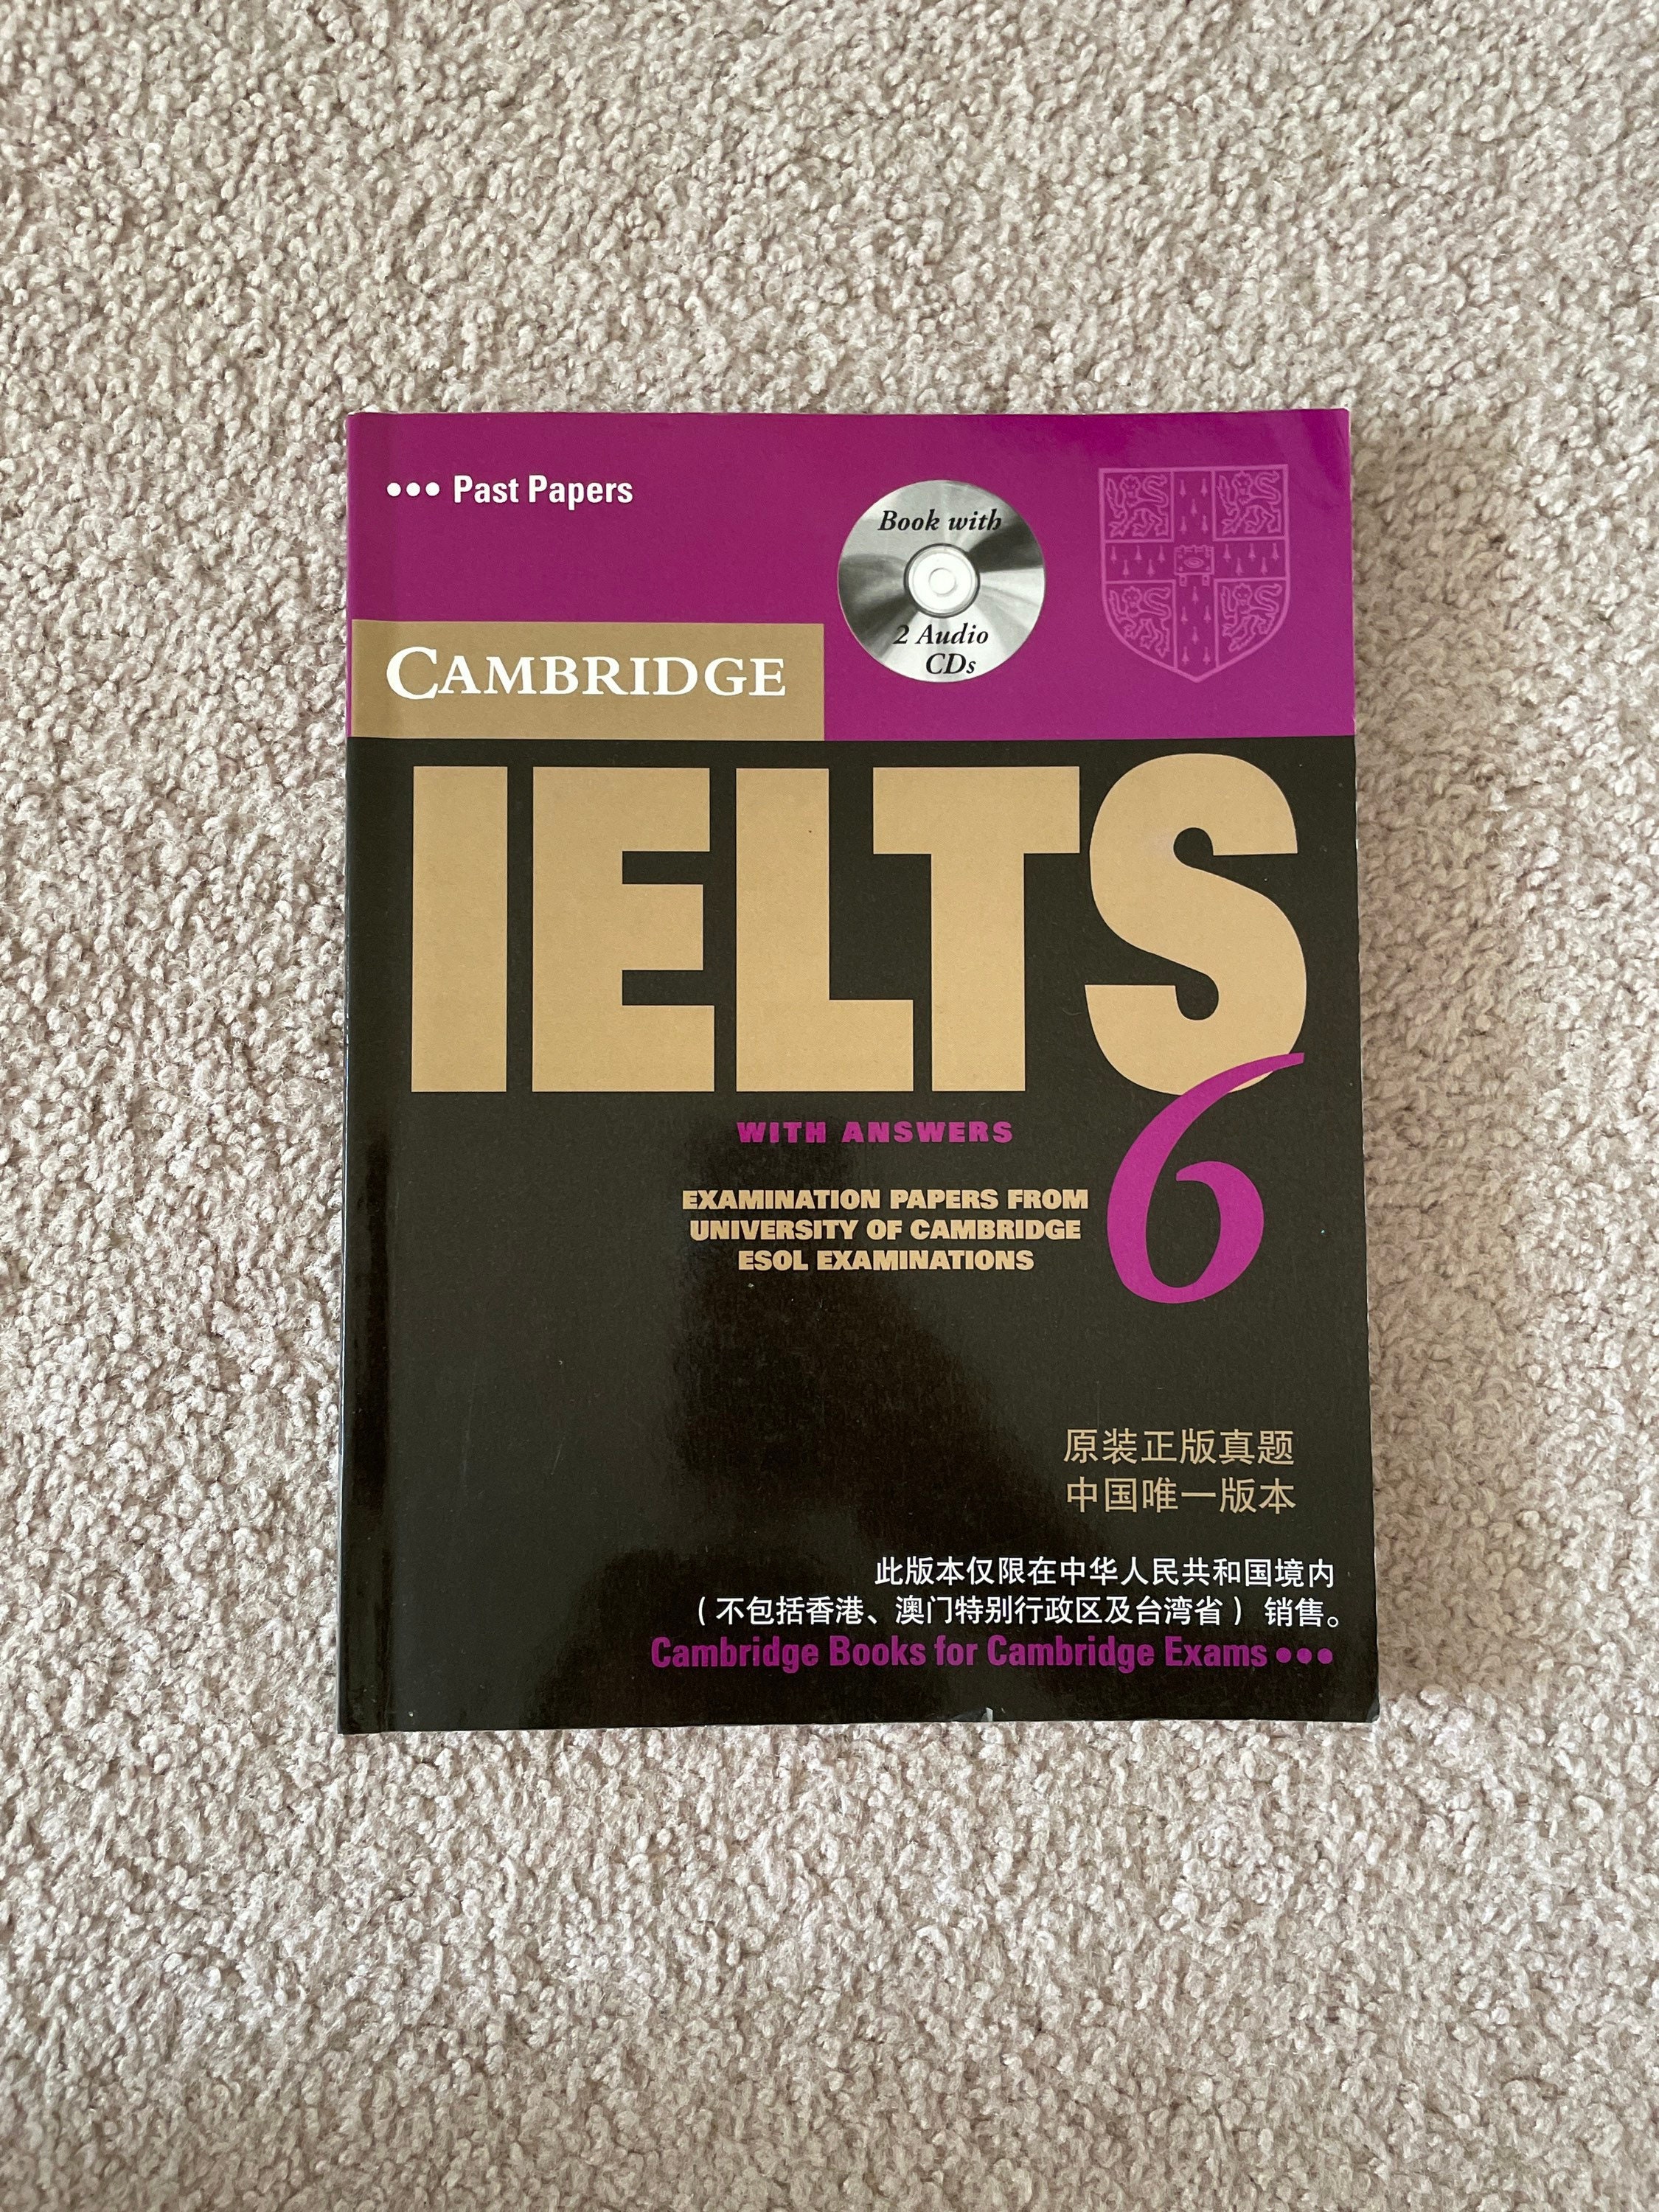 ••• Past Papers
Book with
2 Audio
CDs
CAMBRIDGE
IELTS
6
WITH ANSWERS
EXAMINATION PAPERS FROM
UNIVERSITY OF CAMBRIDGE
ESOL EXAMINATIONS
原装正版真题
中国唯一版本
此版本仅限在中华人民共和国境内
（不包括香港、澳门特别行政区及台湾省）销售。
Cambridge Books for Cambridge Exams •••